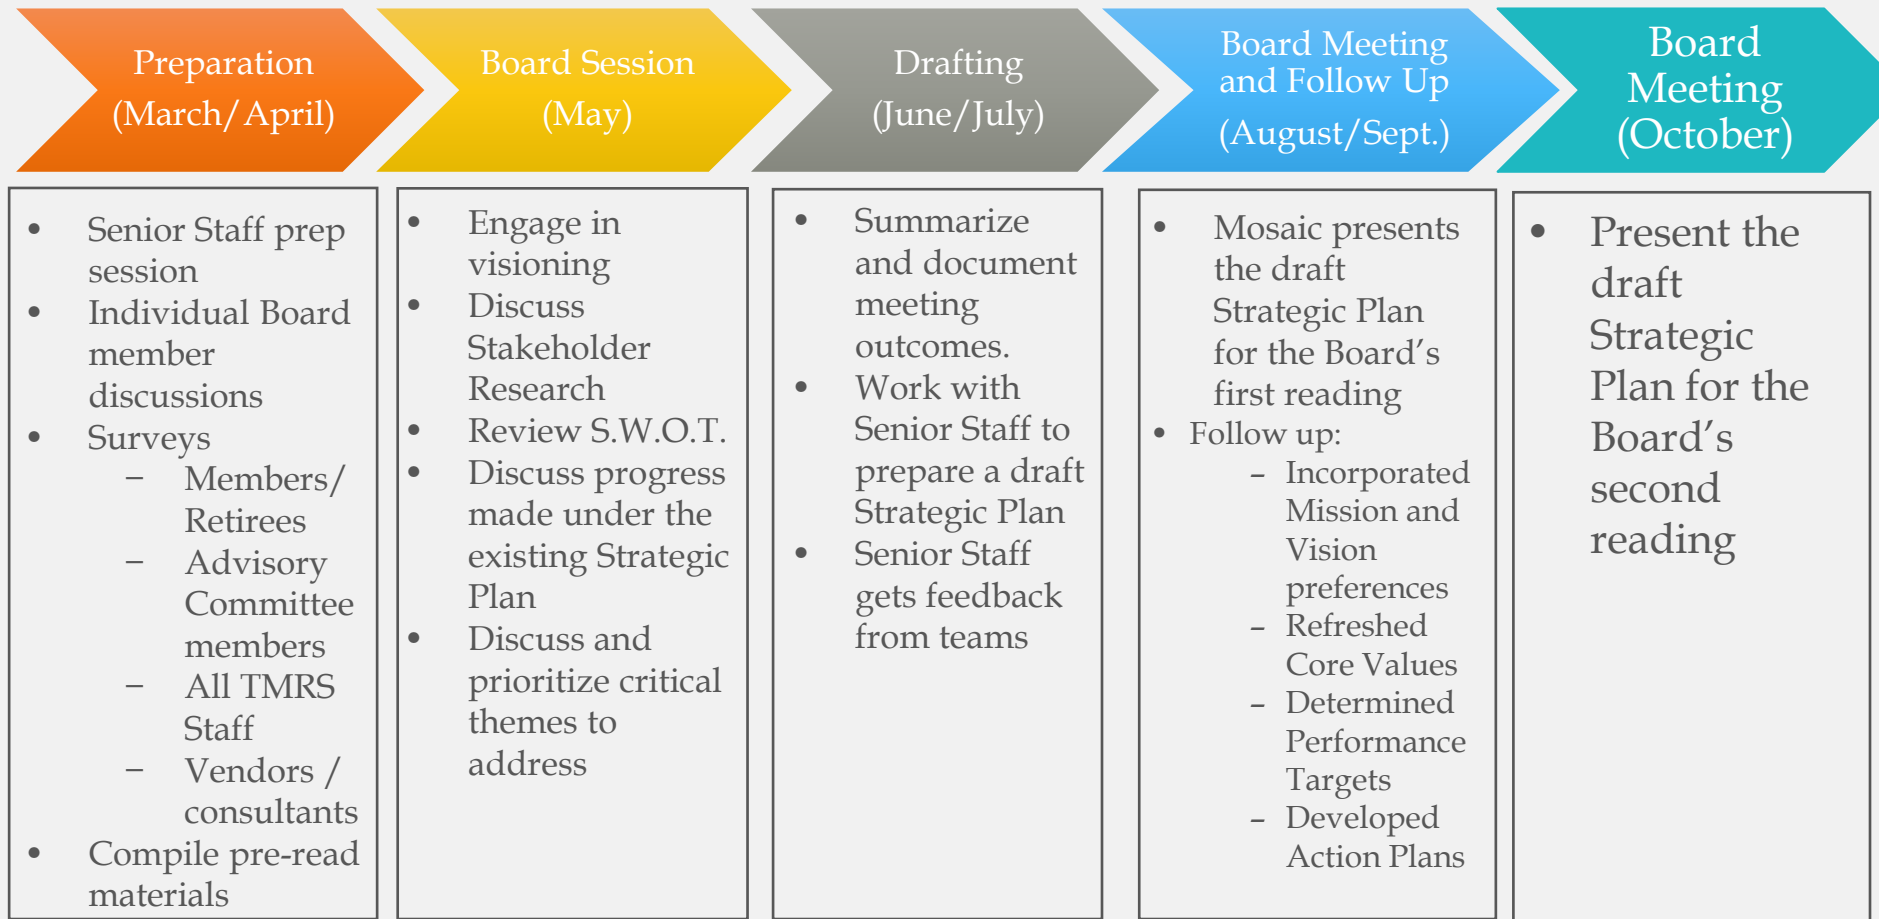 Preparation
(March/April)
Board Session
(May)
Drafting
(June/July)
Board Meeting
and Follow Up
(August/Sept.)
Board
Meeting
(October)
• Senior Staff prep
session
• Individual Board
member
discussions
• Surveys
– Members/
Retirees
– Advisory
Committee
members
– All TMRS
Staff
– Vendors /
consultants
• Compile pre-read
materials
• Engage in
visioning
• Discuss
Stakeholder
Research
• Review S.W.O.T.
• Discuss progress
made under the
existing Strategic
Plan
• Discuss and
prioritize critical
themes to
address
• Summarize
and document
meeting
outcomes.
• Work with
Senior Staff to
prepare a draft
Strategic Plan
• Senior Staff
gets feedback
from teams
• Mosaic presents
the draft
Strategic Plan
for the Board’s
first reading
• Follow up:
– Incorporated
Mission and
Vision
preferences
– Refreshed
Core Values
– Determined
Performance
Targets
– Developed
Action Plans
• Present the
draft
Strategic
Plan for the
Board’s
second
reading